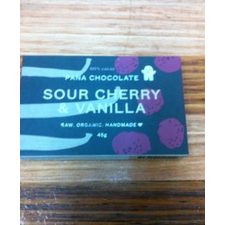 PANA CHOCOLATE
SOUR CHERRY
& VANILLA
RAW. ORGANIC. HANDMADE
45g